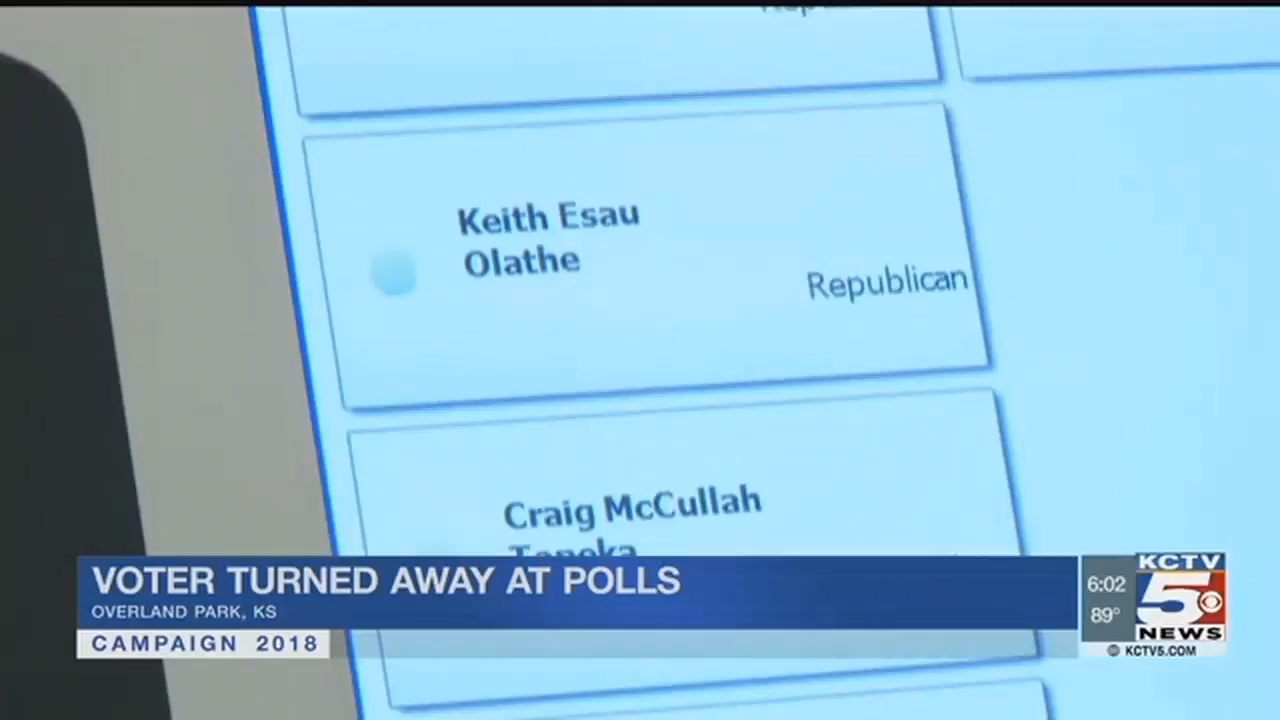 Keith Esau
Olathe
Republican
Craig McCullah
Topeka
VOTER TURNED AWAY AT POLLS
OVERLAND PARK, KS
CAMPAIGN 2018
6:02
89°
KCTV
5
NEWS
KCTV5.COM